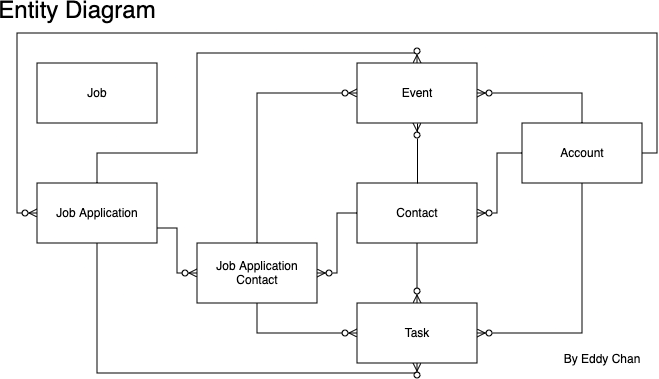 Entity Diagram
Job
Event
Account
Job Application
Contact
Job Application
Contact
Task
By Eddy Chan